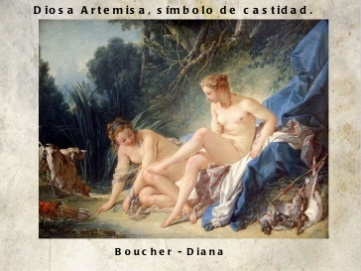 Diosa Artemisa, símbolo de castidad.
Boucher - Diana